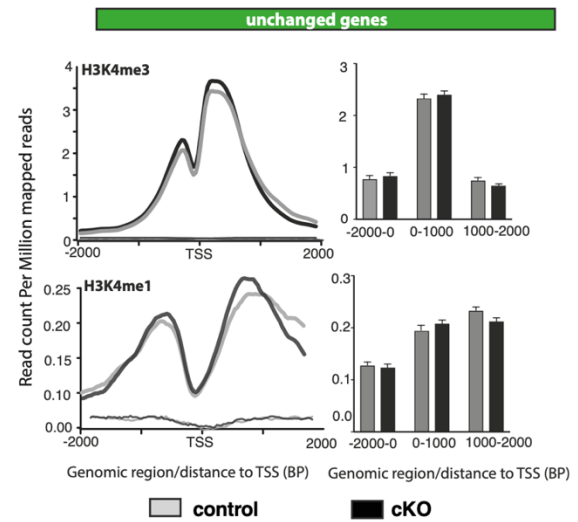 unchanged genes
Read count Per Million mapped reads
H3K4me3
4
3
2
1
0
-2000
TSS
2000
3
2
1
0
-2000-0
0-1000
1000-2000
H3K4me1
0.25
0.20
0.15
0.10
0.00
-2000
TSS
2000
0.3
0.2
0.1
0.0
-2000-0
0-1000
1000-2000
Genomic region/distance to TSS (BP)
Genomic region/distance to TSS (BP)
control
cKO